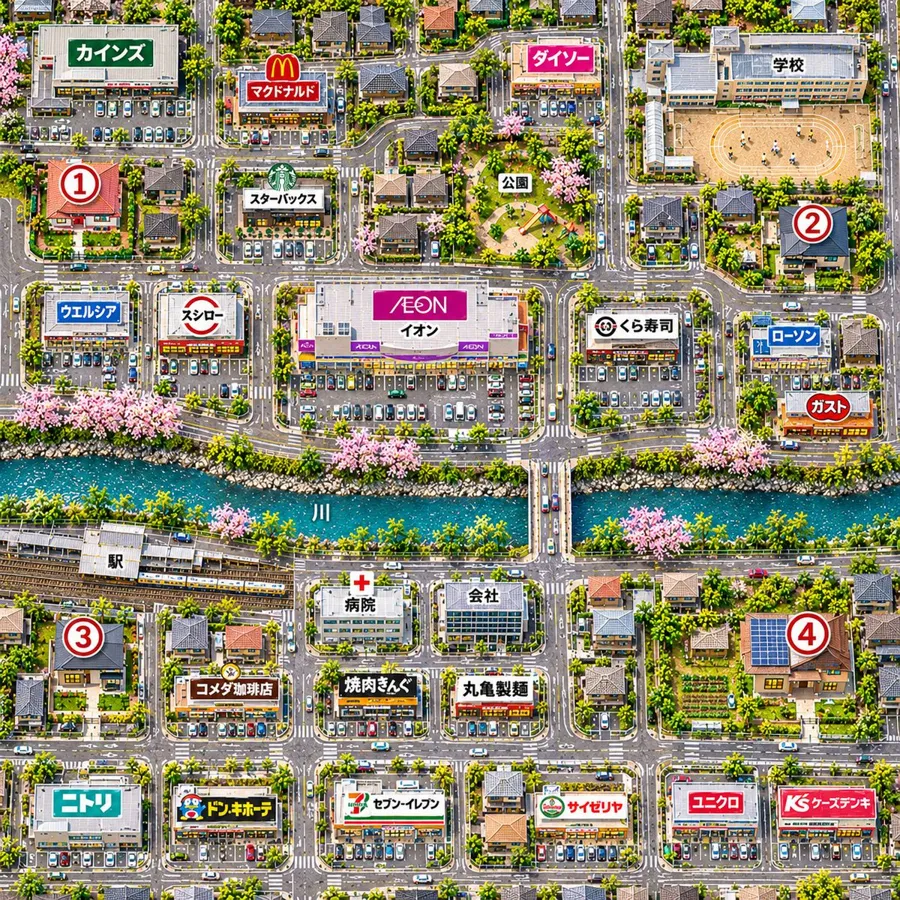 カインズ
マクドナルド
ダイソー
学校
①
スターバックス
公園
②
ウエルシア
スシロー
ÆON
イオン
くら寿司
ローソン
ガスト
川
駅
病院
会社
③
④
コメダ珈琲店
焼肉きんぐ
丸亀製麺
ニトリ
ドン・キホーテ
セブン-イレブン
サイゼリヤ
ユニクロ
K's ケーズデンキ